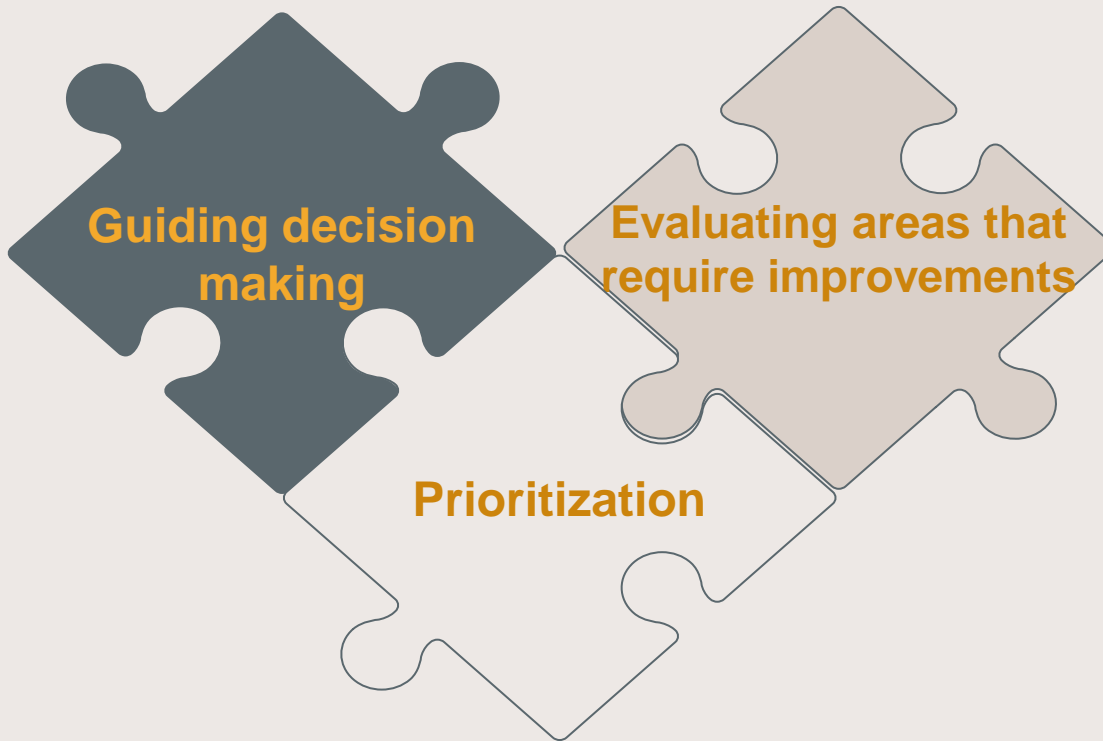 Guiding decision
making
Evaluating areas that
require improvements
Prioritization